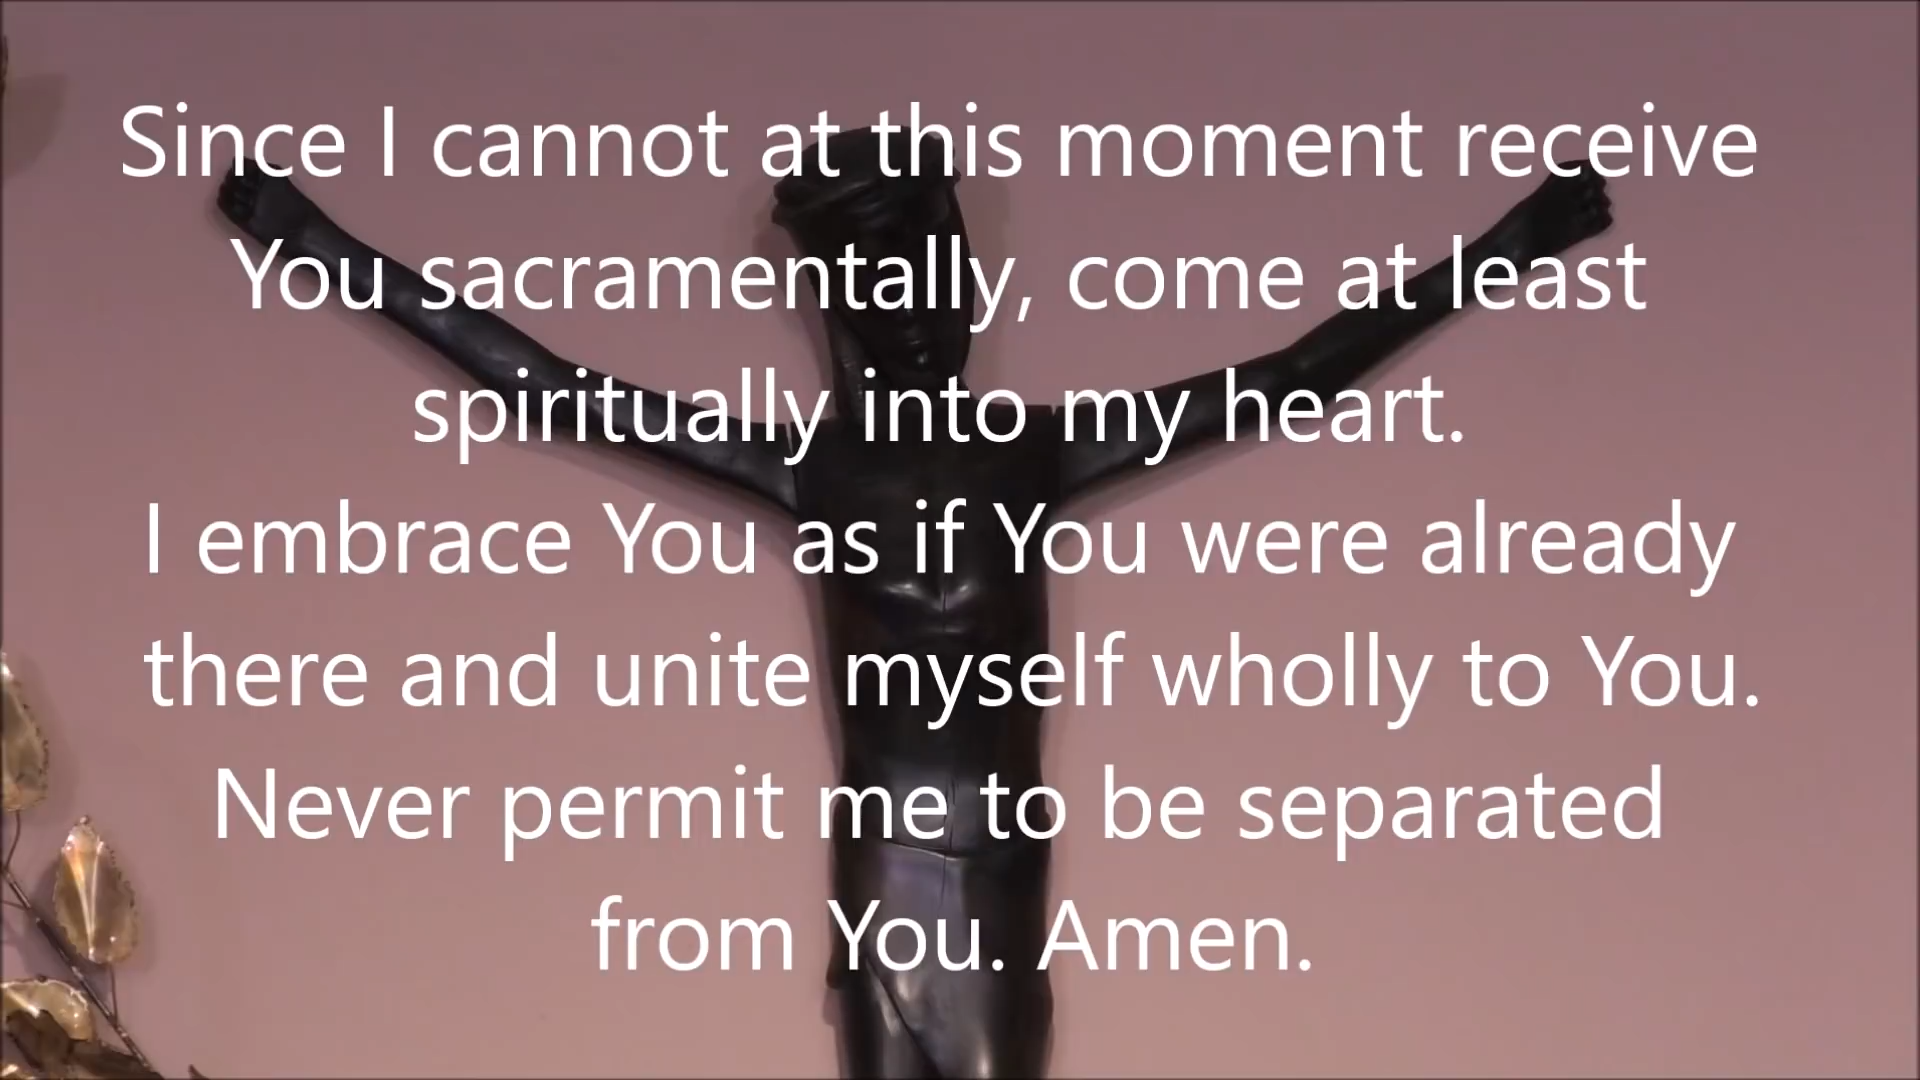 Since I cannot at this moment receive
You sacramentally, come at least
spiritually into my heart.
I embrace You as if You were already
there and unite myself wholly to You.
Never permit me to be separated
from You. Amen.